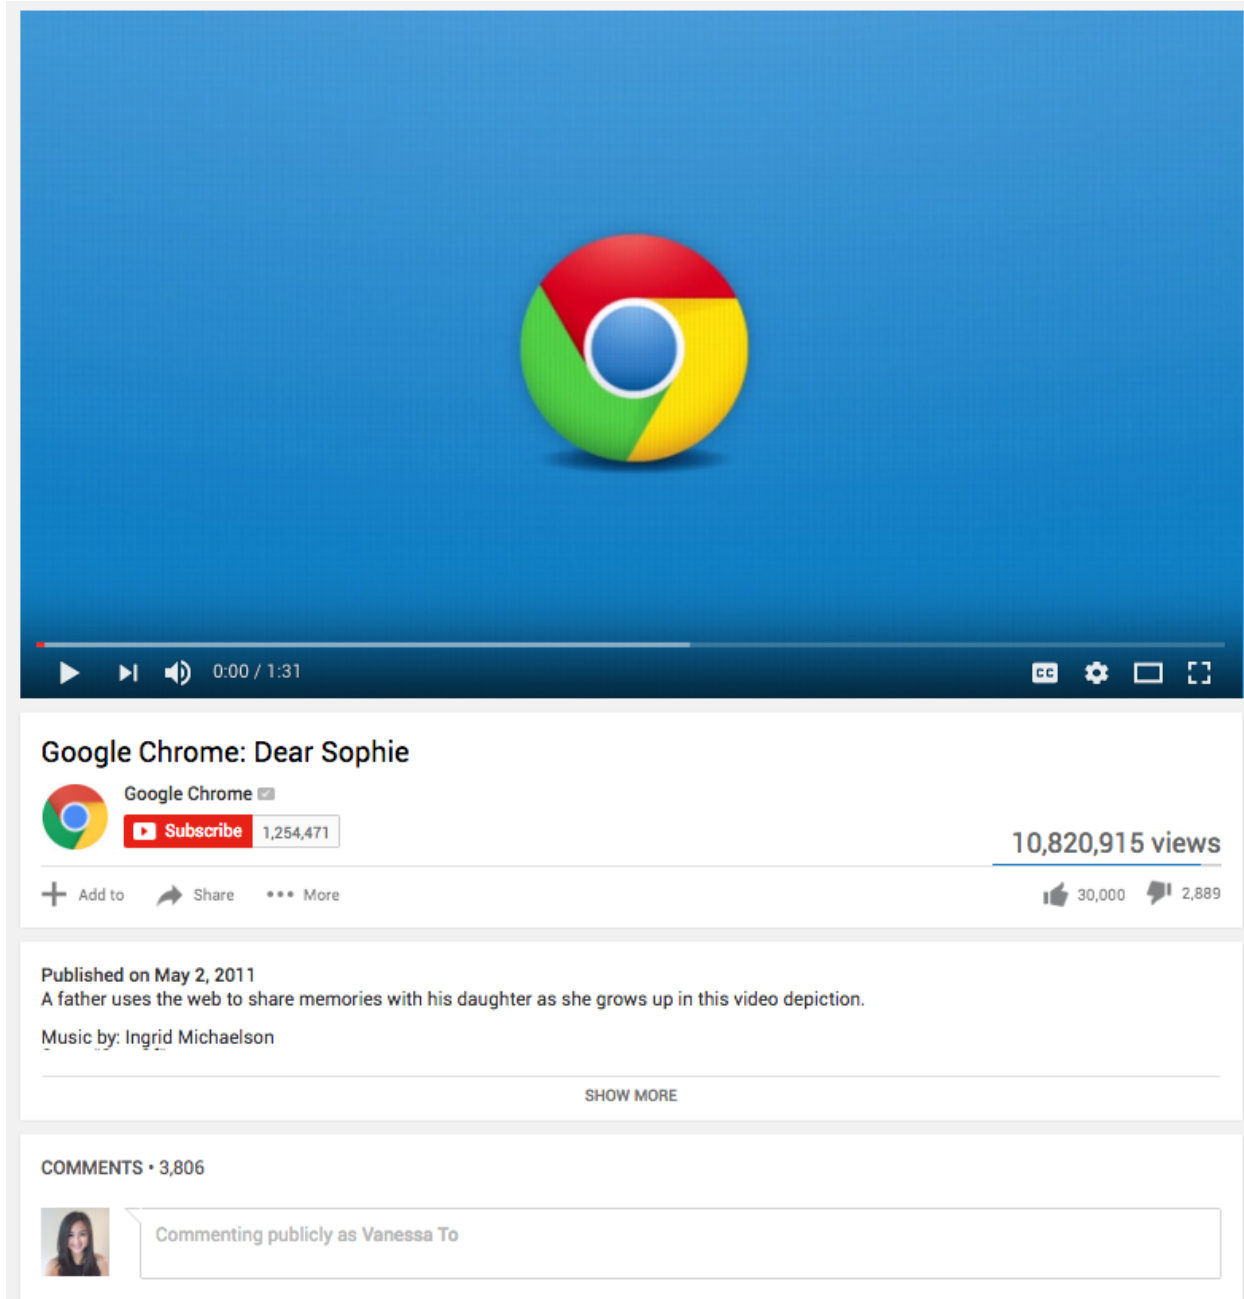 CC
0:00 / 1:31
Google Chrome: Dear Sophie
Google Chrome
Subscribe 1,254,471
10,820,915 views
Add to Share More
30,000 2,889
Published on May 2, 2011
A father uses the web to share memories with his daughter as she grows up in this video depiction.
Music by: Ingrid Michaelson
SHOW MORE
COMMENTS • 3,806
Commenting publicly as Vanessa To